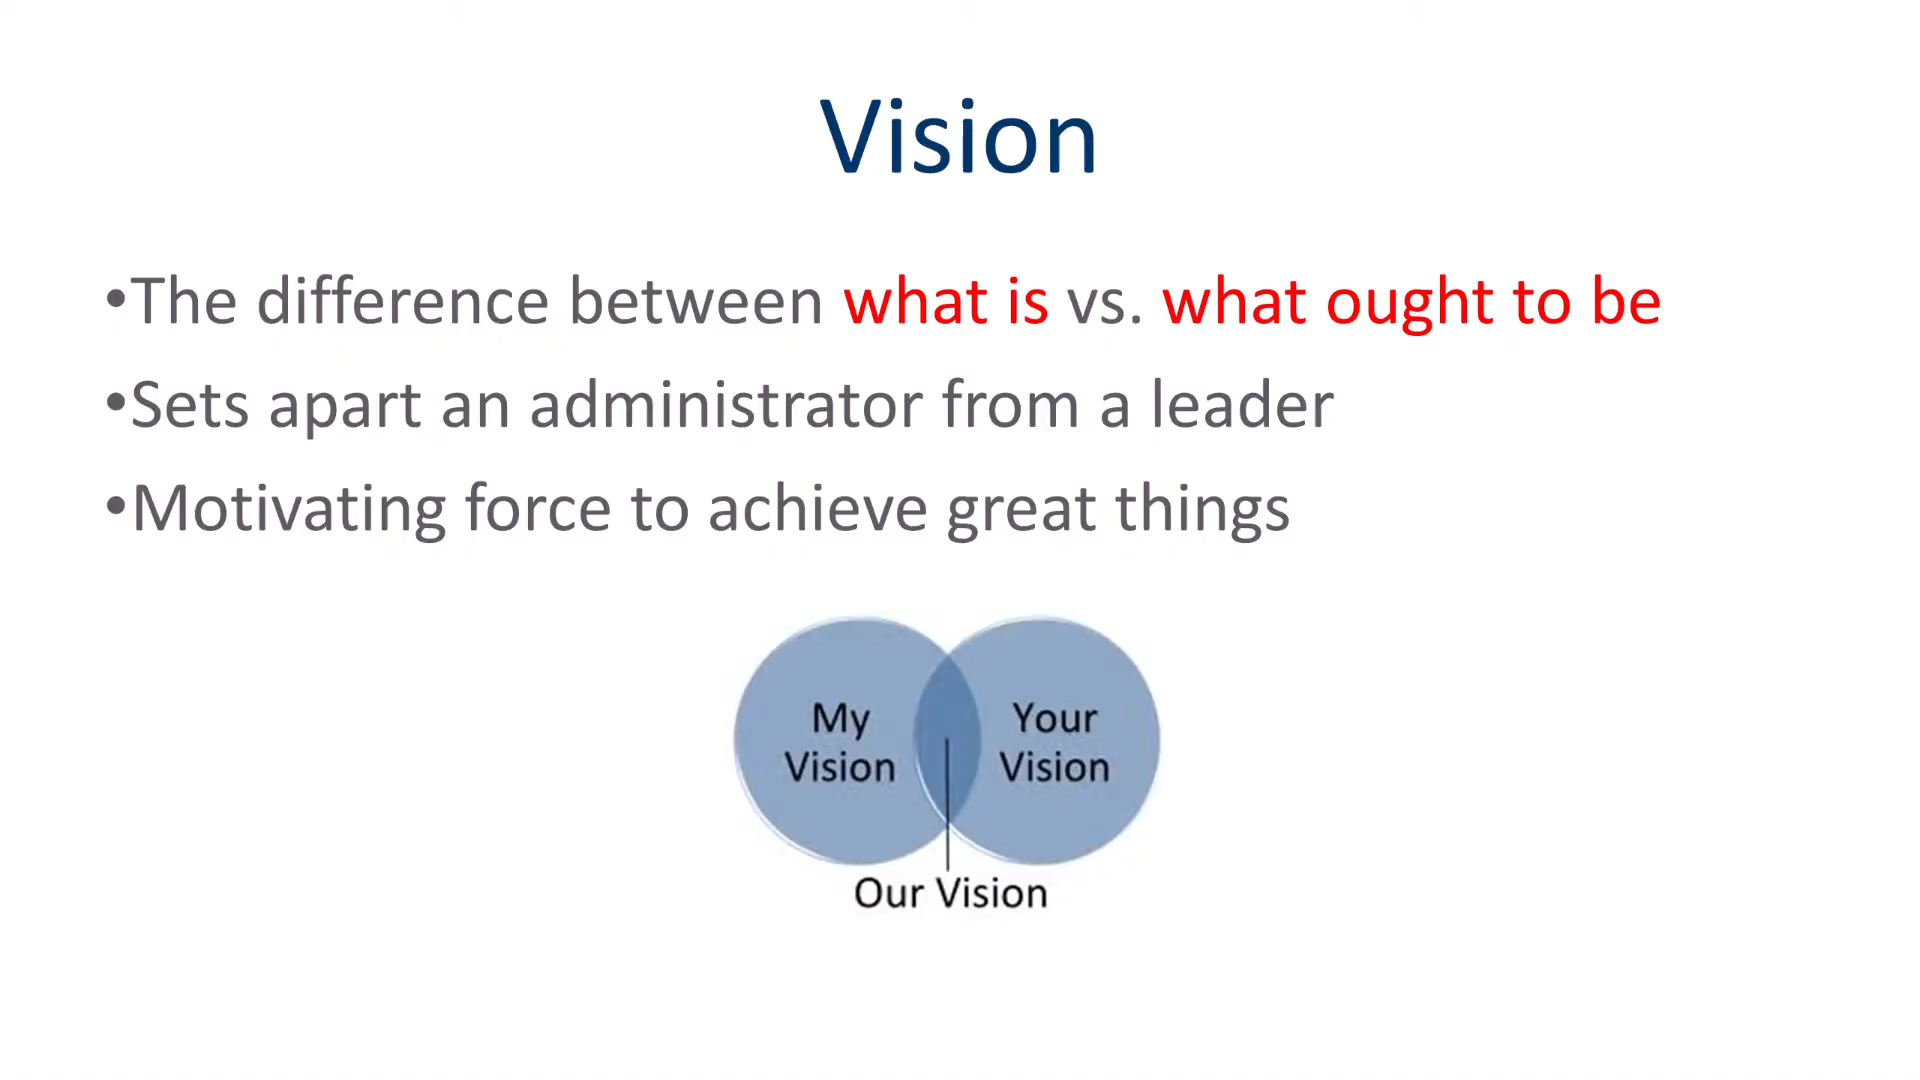 Vision
•The difference between what is vs. what ought to be
•Sets apart an administrator from a leader
•Motivating force to achieve great things
My
Vision
Your
Vision
Our Vision